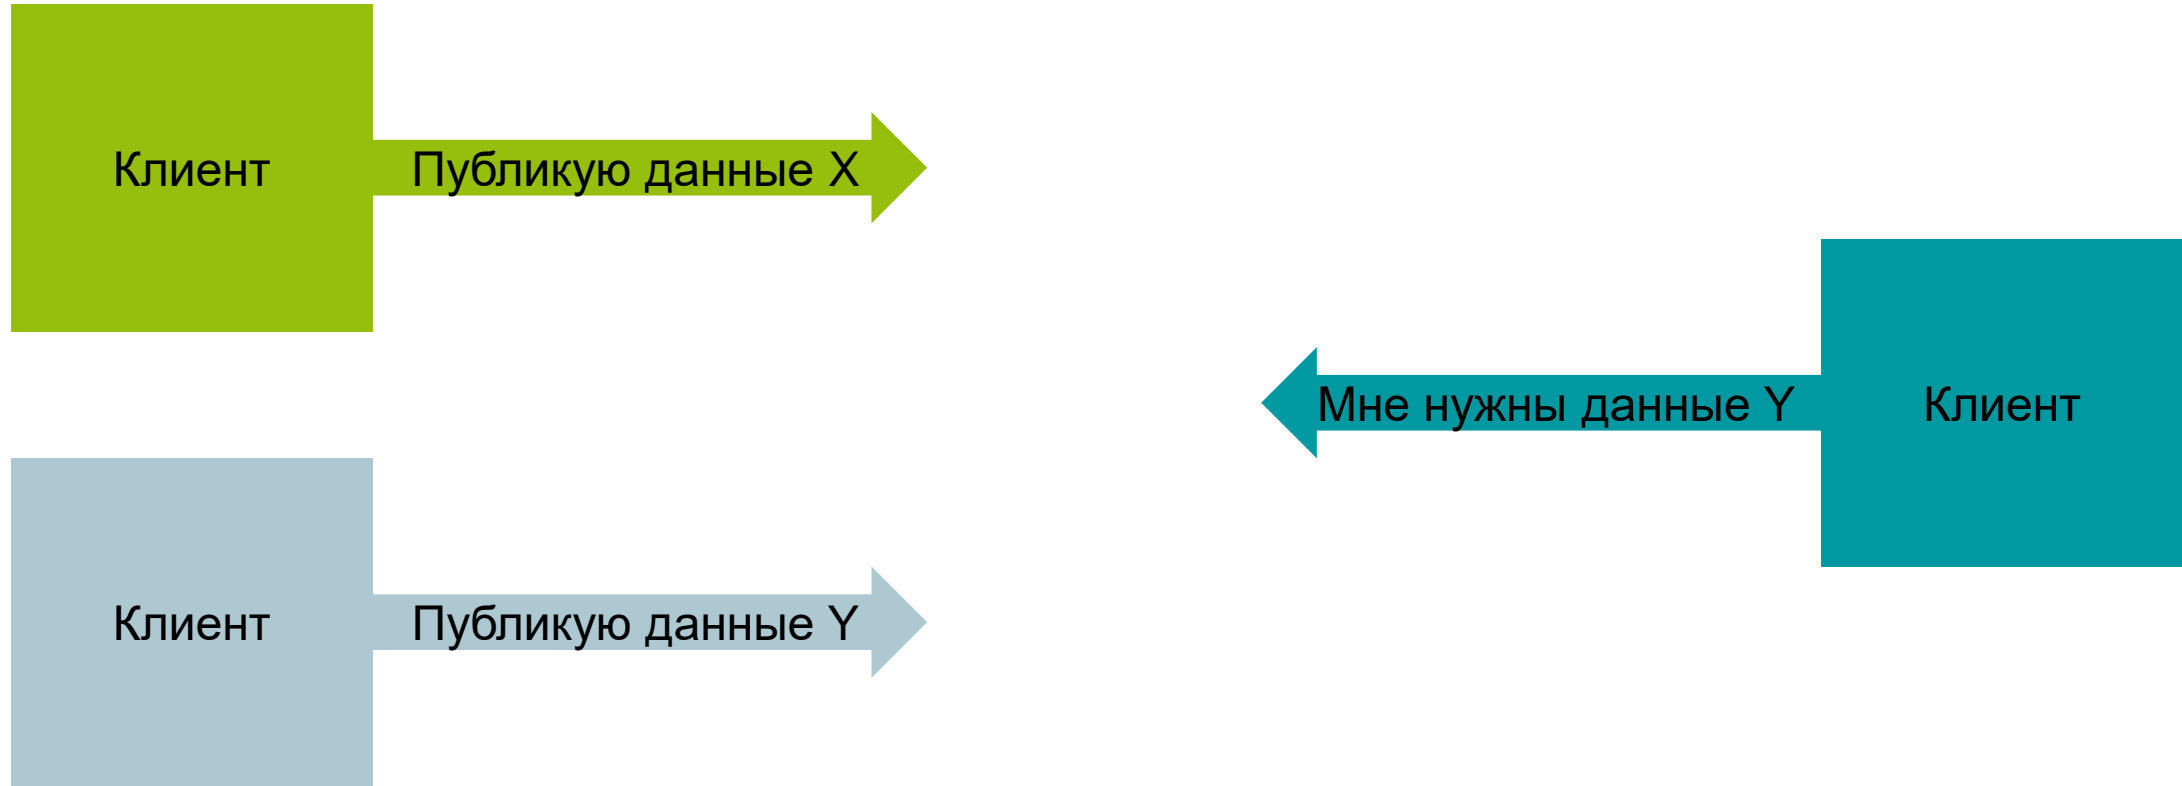 Клиент
Публикую данные X
Мне нужны данные Y
Клиент
Клиент
Публикую данные Y